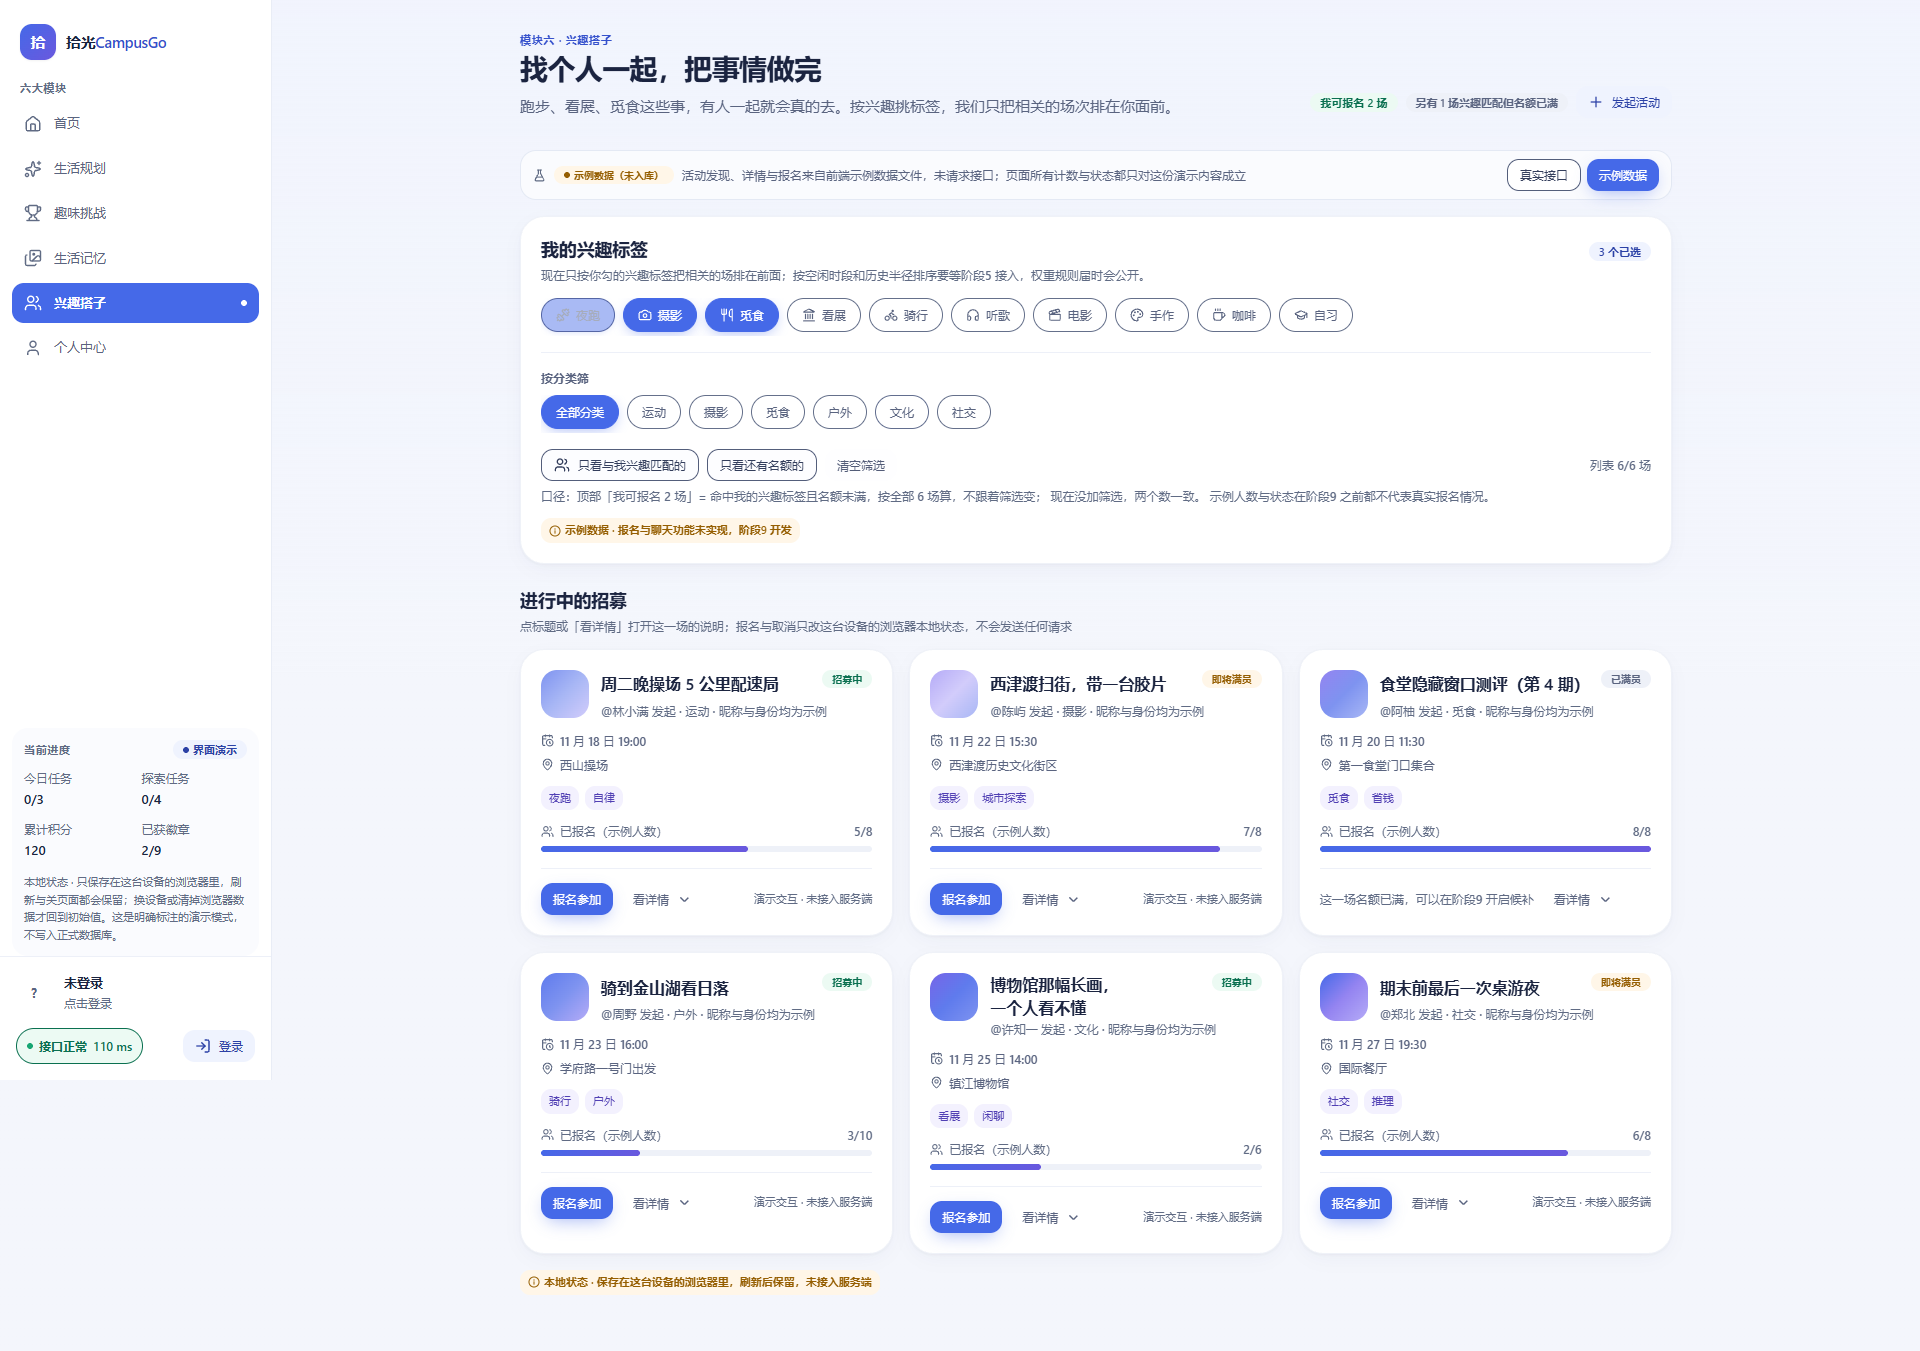 拾 拾光CampusGo
六大模块
首页
生活规划
趣味挑战
生活记忆
兴趣搭子
个人中心
当前进度 界面演示
今日任务 探索任务
0/3 0/4
累计积分 已获徽章
120 2/9
本地状态 · 只保存在这台设备的浏览器里，刷
新与关页面都会保留；换设备或清掉浏览器数
据才回到初始值。这是明确标注的演示模式，
不写入正式数据库。
? 未登录
点击登录
接口正常 110 ms 登录
模块六 · 兴趣搭子
找个人一起，把事情做完
跑步、看展、觅食这些事，有人一起就会真的去。按兴趣挑标签，我们只把相关的场次排在你面前。
我可报名 2 场 另有 1 场兴趣匹配但名额已满 发起活动
示例数据（未入库） 活动发现、详情与报名来自前端示例数据文件，未请求接口；页面所有计数与状态都只对这份演示内容成立 真实接口 示例数据
我的兴趣标签 3 个已选
现在只按你勾的兴趣标签把相关的场排在前面；按空闲时段和历史半径排序要等阶段5 接入，权重规则届时会公开。
夜跑 摄影 觅食 看展 骑行 听歌 电影 手作 咖啡 自习
按分类筛
全部分类 运动 摄影 觅食 户外 文化 社交
只看与我兴趣匹配的 只看还有名额的 清空筛选 列表 6/6 场
口径：顶部「我可报名 2 场」= 命中我的兴趣标签且名额未满，按全部 6 场算，不跟着筛选变； 现在没加筛选，两个数一致。 示例人数与状态在阶段9 之前都不代表真实报名情况。
示例数据 · 报名与聊天功能未实现，阶段9 开发
进行中的招募
点标题或「看详情」打开这一场的说明；报名与取消只改这台设备的浏览器本地状态，不会发送任何请求
周二晚操场 5 公里配速局 招募中
@林小满 发起 · 运动 · 昵称与身份均为示例
11 月 18 日 19:00
西山操场
夜跑 自律
已报名（示例人数） 5/8
报名参加 看详情 演示交互 · 未接入服务端
西津渡扫街，带一台胶片 即将满员
@陈屿 发起 · 摄影 · 昵称与身份均为示例
11 月 22 日 15:30
西津渡历史文化街区
摄影 城市探索
已报名（示例人数） 7/8
报名参加 看详情 演示交互 · 未接入服务端
食堂隐藏窗口测评（第 4 期） 已满员
@阿柚 发起 · 觅食 · 昵称与身份均为示例
11 月 20 日 11:30
第一食堂门口集合
觅食 省钱
已报名（示例人数） 8/8
这一场名额已满，可以在阶段9 开启候补 看详情
骑到金山湖看日落 招募中
@周野 发起 · 户外 · 昵称与身份均为示例
11 月 23 日 16:00
学府路一号门出发
骑行 户外
已报名（示例人数） 3/10
报名参加 看详情 演示交互 · 未接入服务端
博物馆那幅长画， 招募中
一个人看不懂
@许知一 发起 · 文化 · 昵称与身份均为示例
11 月 25 日 14:00
镇江博物馆
看展 闲聊
已报名（示例人数） 2/6
报名参加 看详情 演示交互 · 未接入服务端
期末前最后一次桌游夜 即将满员
@郑北 发起 · 社交 · 昵称与身份均为示例
11 月 27 日 19:30
国际餐厅
社交 推理
已报名（示例人数） 6/8
报名参加 看详情 演示交互 · 未接入服务端
本地状态 · 保存在这台设备的浏览器里，刷新后保留，未接入服务端